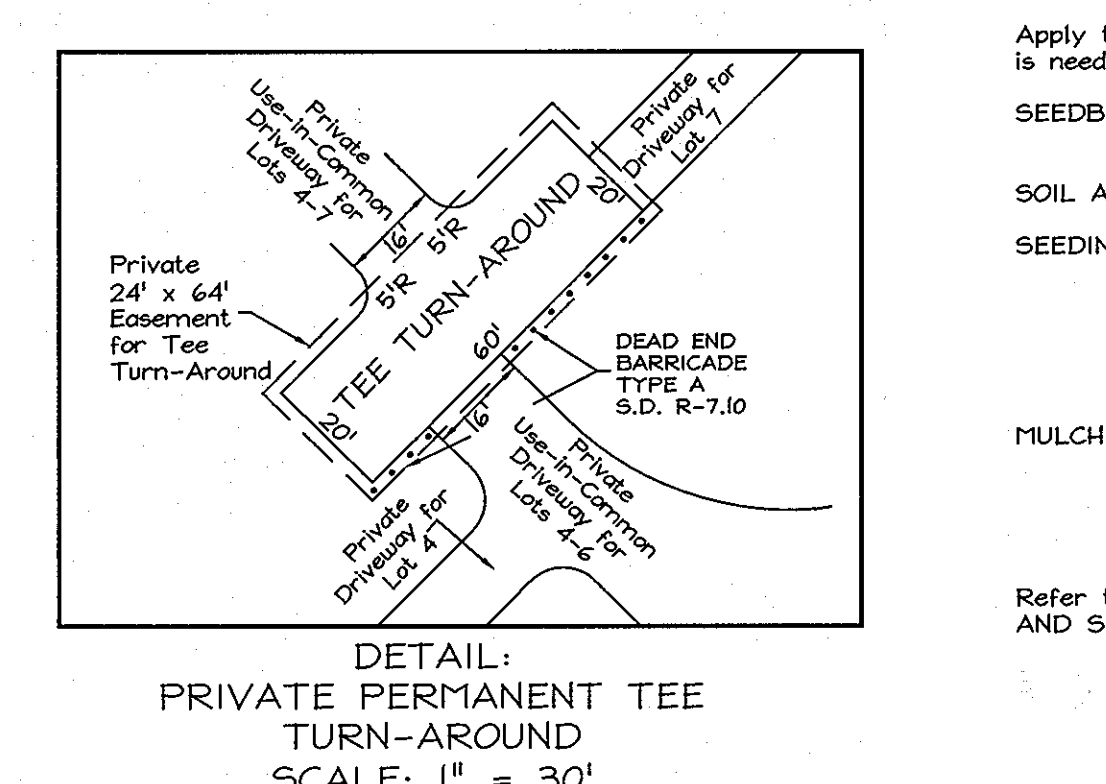 Private
Use-in-Common
Driveway for
Lots 4-7
Private
Driveway for
Lot 7
16'
5'R
5'R
20'
TEE TURN-AROUND
60'
20'
16'
Private
24' x 64'
Easement
for Tee
Turn-Around
DEAD END
BARRICADE
TYPE A
S.D. R-7.10
Private
Use-in-Common
Driveway for
Lots 4-6
Private
Driveway for
Lot 4
DETAIL:
PRIVATE PERMANENT TEE
TURN-AROUND
SCALE: 1" = 30'
Apply
is need
SEEDB
SOIL A
SEEDIN
MULCH
Refer
AND S